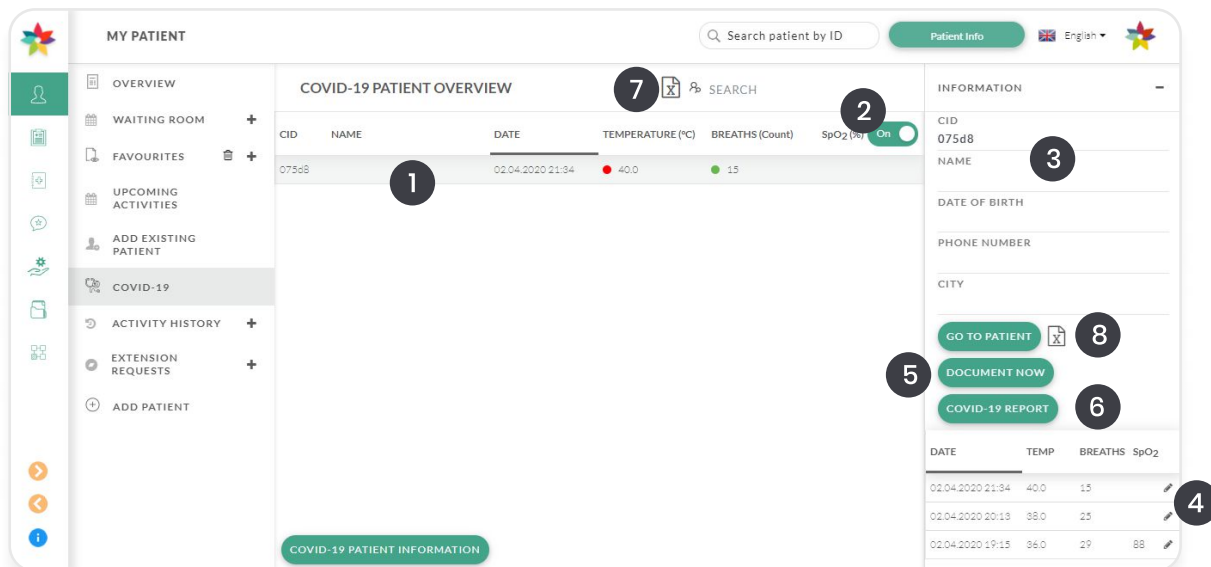 MY PATIENT
Search patient by ID
Patient Info
English
OVERVIEW
WAITING ROOM +
FAVOURITES +
UPCOMING
ACTIVITIES
ADD EXISTING
PATIENT
COVID-19
ACTIVITY HISTORY +
EXTENSION
REQUESTS +
ADD PATIENT
COVID-19 PATIENT OVERVIEW
7
X
SEARCH
2
CID NAME DATE TEMPERATURE (°C) BREATHS (Count) SpO2 (%) On
075d8 02.04.2020 21:34 40.0 15
1
COVID-19 PATIENT INFORMATION
INFORMATION −
CID
075d8
3
NAME
DATE OF BIRTH
PHONE NUMBER
CITY
GO TO PATIENT X 8
5 DOCUMENT NOW
COVID-19 REPORT 6
DATE TEMP BREATHS SpO2
02.04.2020 21:34 40.0 15
4
02.04.2020 20:13 38.0 25
02.04.2020 19:15 36.0 29 88
i